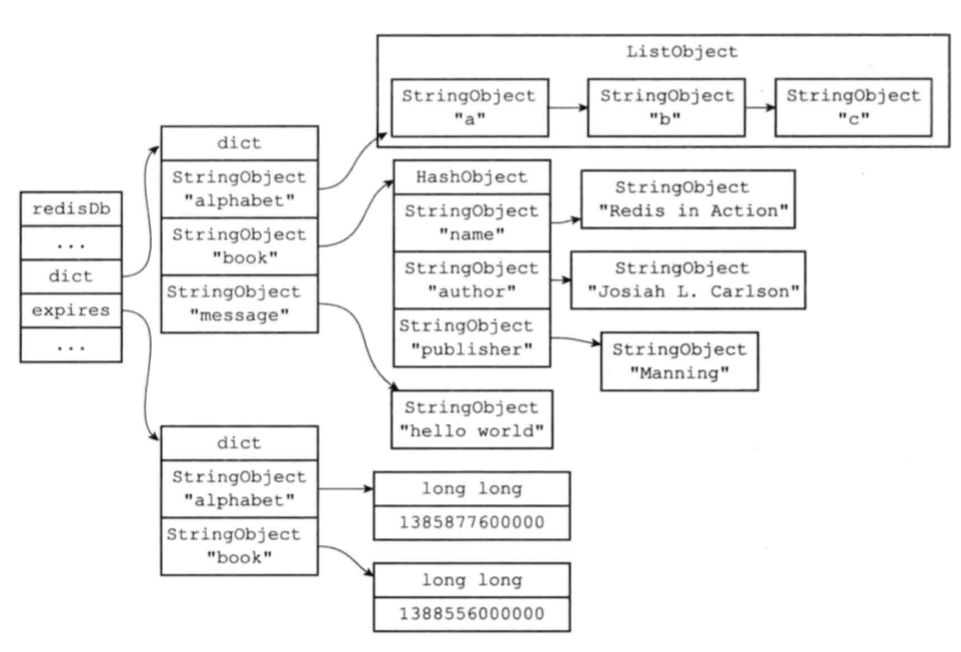 ListObject
StringObject
"a"
StringObject
"b"
StringObject
"c"
dict
StringObject
"alphabet"
StringObject
"book"
StringObject
"message"
redisDb
...
dict
expires
...
HashObject
StringObject
"name"
StringObject
"author"
StringObject
"publisher"
StringObject
"Redis in Action"
StringObject
"Josiah L. Carlson"
StringObject
"Manning"
StringObject
"hello world"
dict
StringObject
"alphabet"
StringObject
"book"
long long
1385877600000
long long
1388556000000